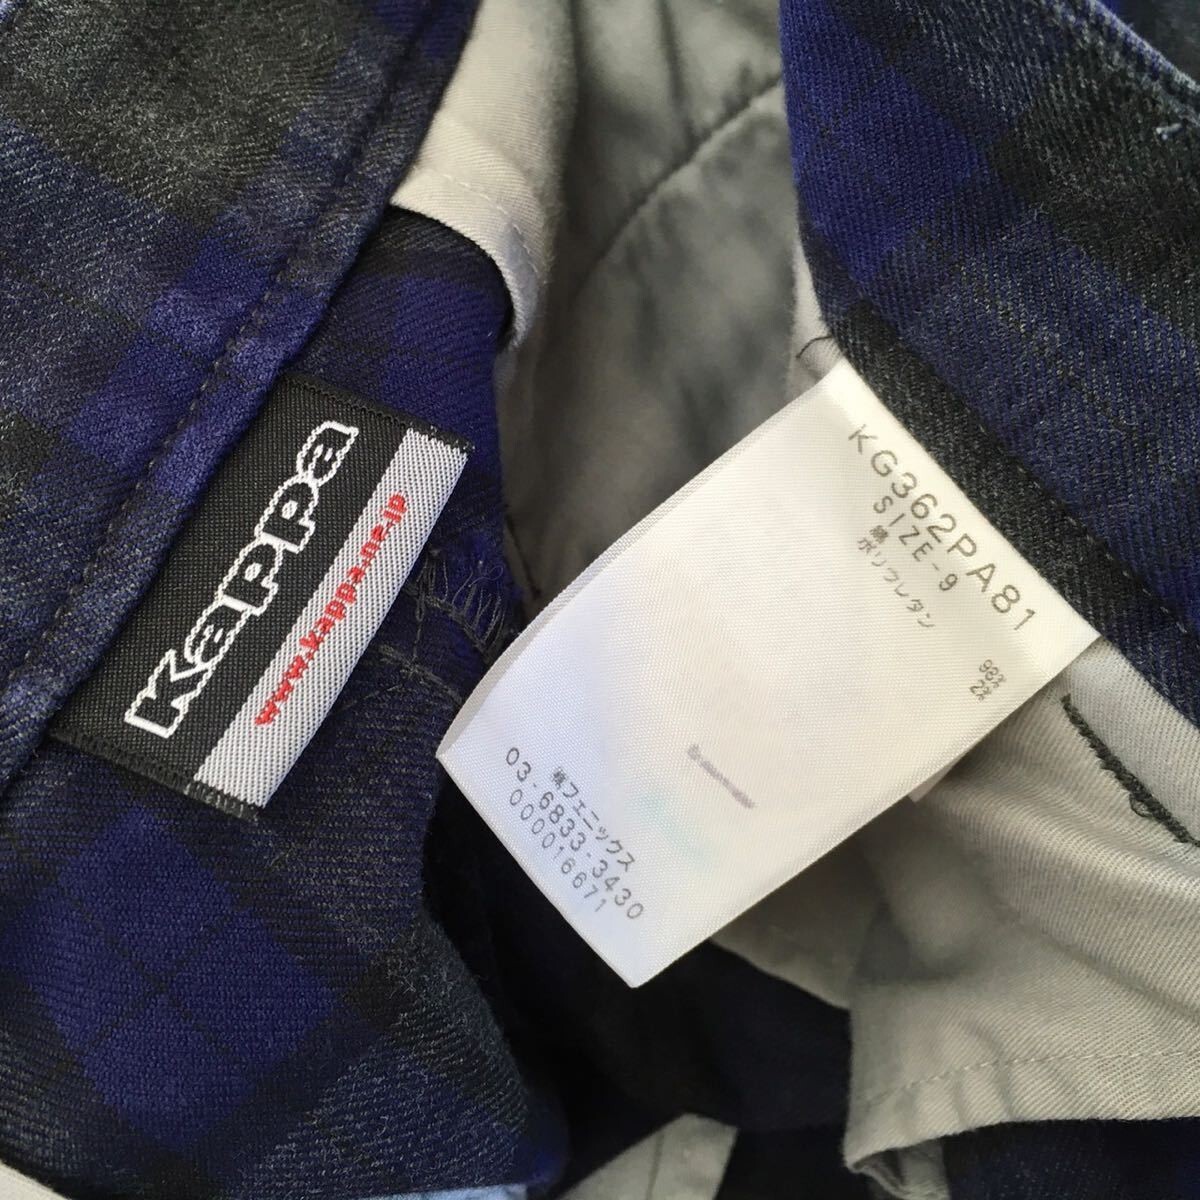 Kappa
www.kappa.ne.jp
KG362PA81
SIZE-9
綿 98%
ポリウレタン 2%
㈱フェニックス
03-6833-3430
000016671